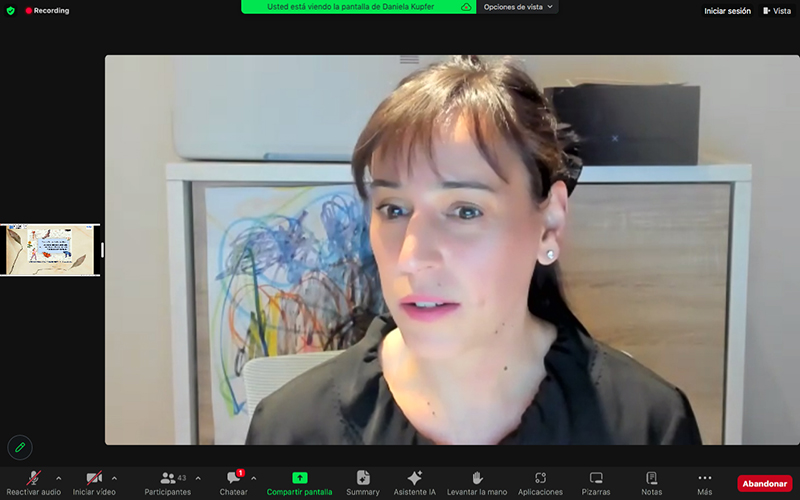 Recording
Usted está viendo la pantalla de Daniela Kupfer
Opciones de vista
Iniciar sesión
Vista
Reactivar audio
Iniciar vídeo
Participantes
43
Chatear
1
Compartir pantalla
Summary
Asistente IA
Levantar la mano
Aplicaciones
Pizarras
Notas
Más
Abandonar